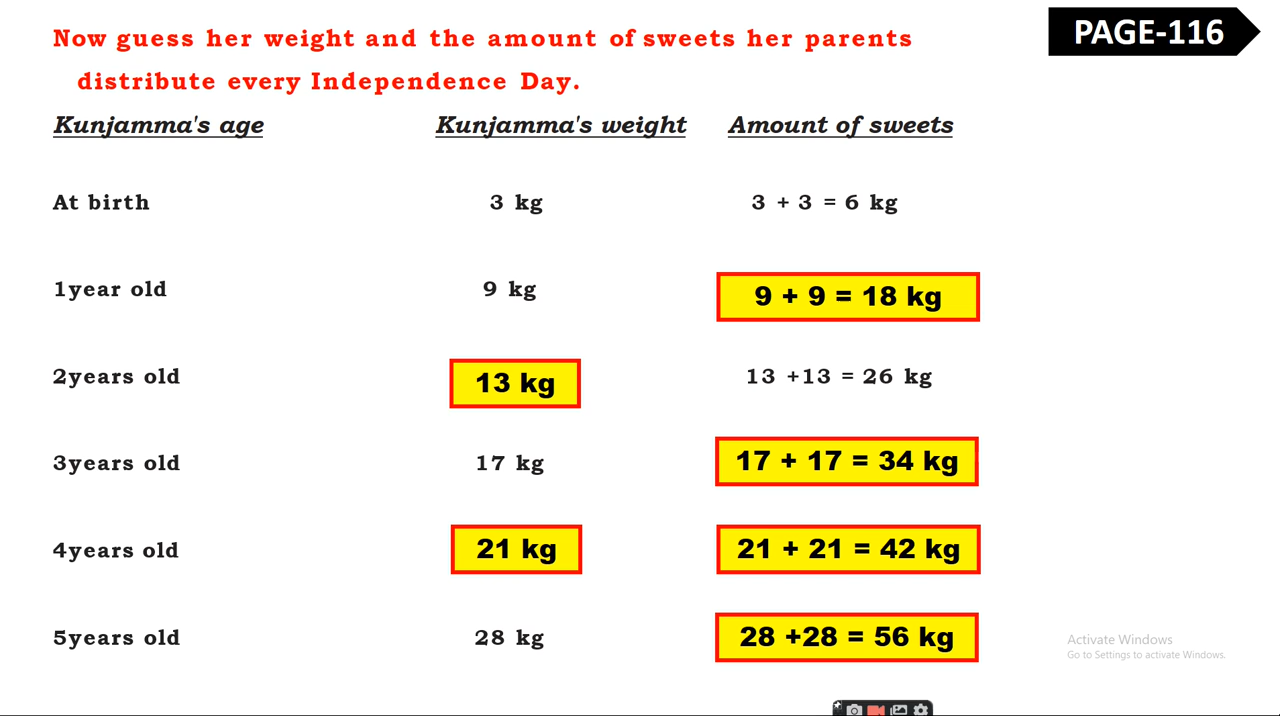 Now guess her weight and the amount of sweets her parents
distribute every Independence Day.
PAGE-116
Kunjamma's age Kunjamma's weight Amount of sweets
At birth 3 kg 3 + 3 = 6 kg
1year old 9 kg 9 + 9 = 18 kg
2years old 13 kg 13 +13 = 26 kg
3years old 17 kg 17 + 17 = 34 kg
4years old 21 kg 21 + 21 = 42 kg
5years old 28 kg 28 +28 = 56 kg
Activate Windows
Go to Settings to activate Windows.